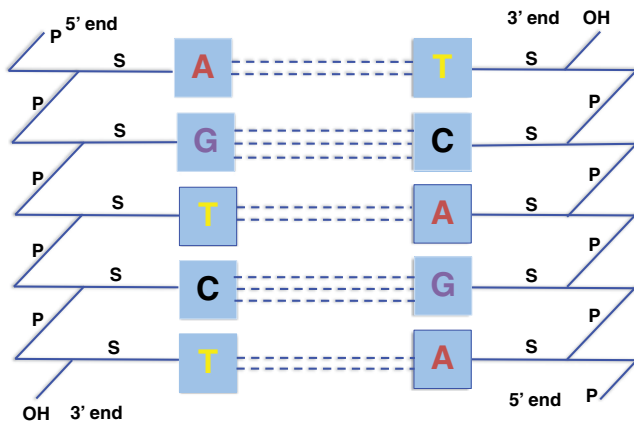 P 5' end 3' end OH
S A T S
P P
S G C S
P P
S T A S
P P
S C G S
P P
S T A S
OH 3' end 5' end P